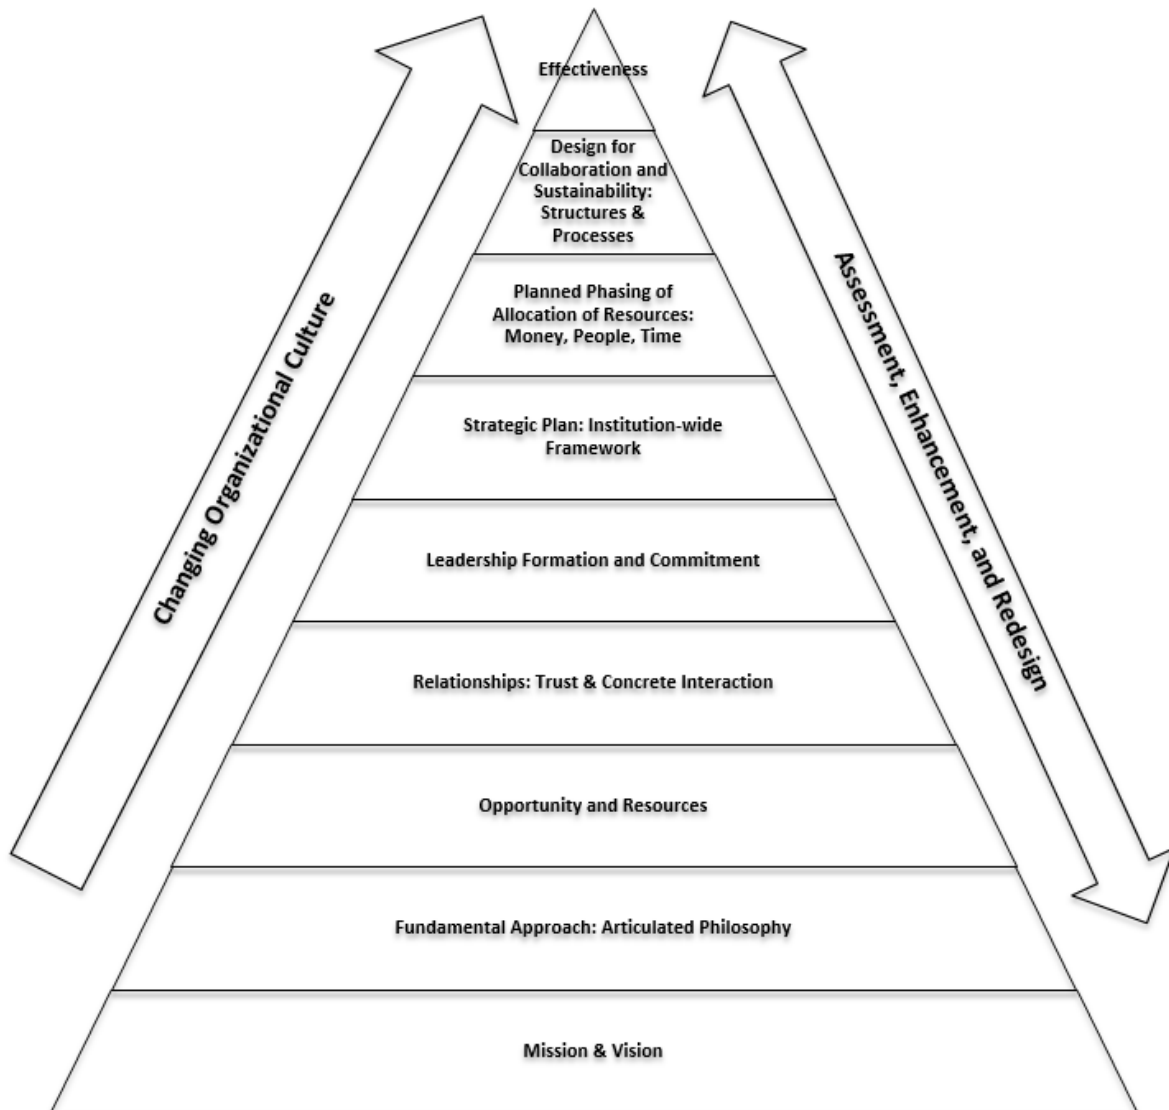 Effectiveness
Design for
Collaboration and
Sustainability:
Structures &
Processes
Planned Phasing of
Allocation of Resources:
Money, People, Time
Strategic Plan: Institution-wide
Framework
Leadership Formation and Commitment
Relationships: Trust & Concrete Interaction
Opportunity and Resources
Fundamental Approach: Articulated Philosophy
Mission & Vision
Changing Organizational Culture
Assessment, Enhancement, and Redesign